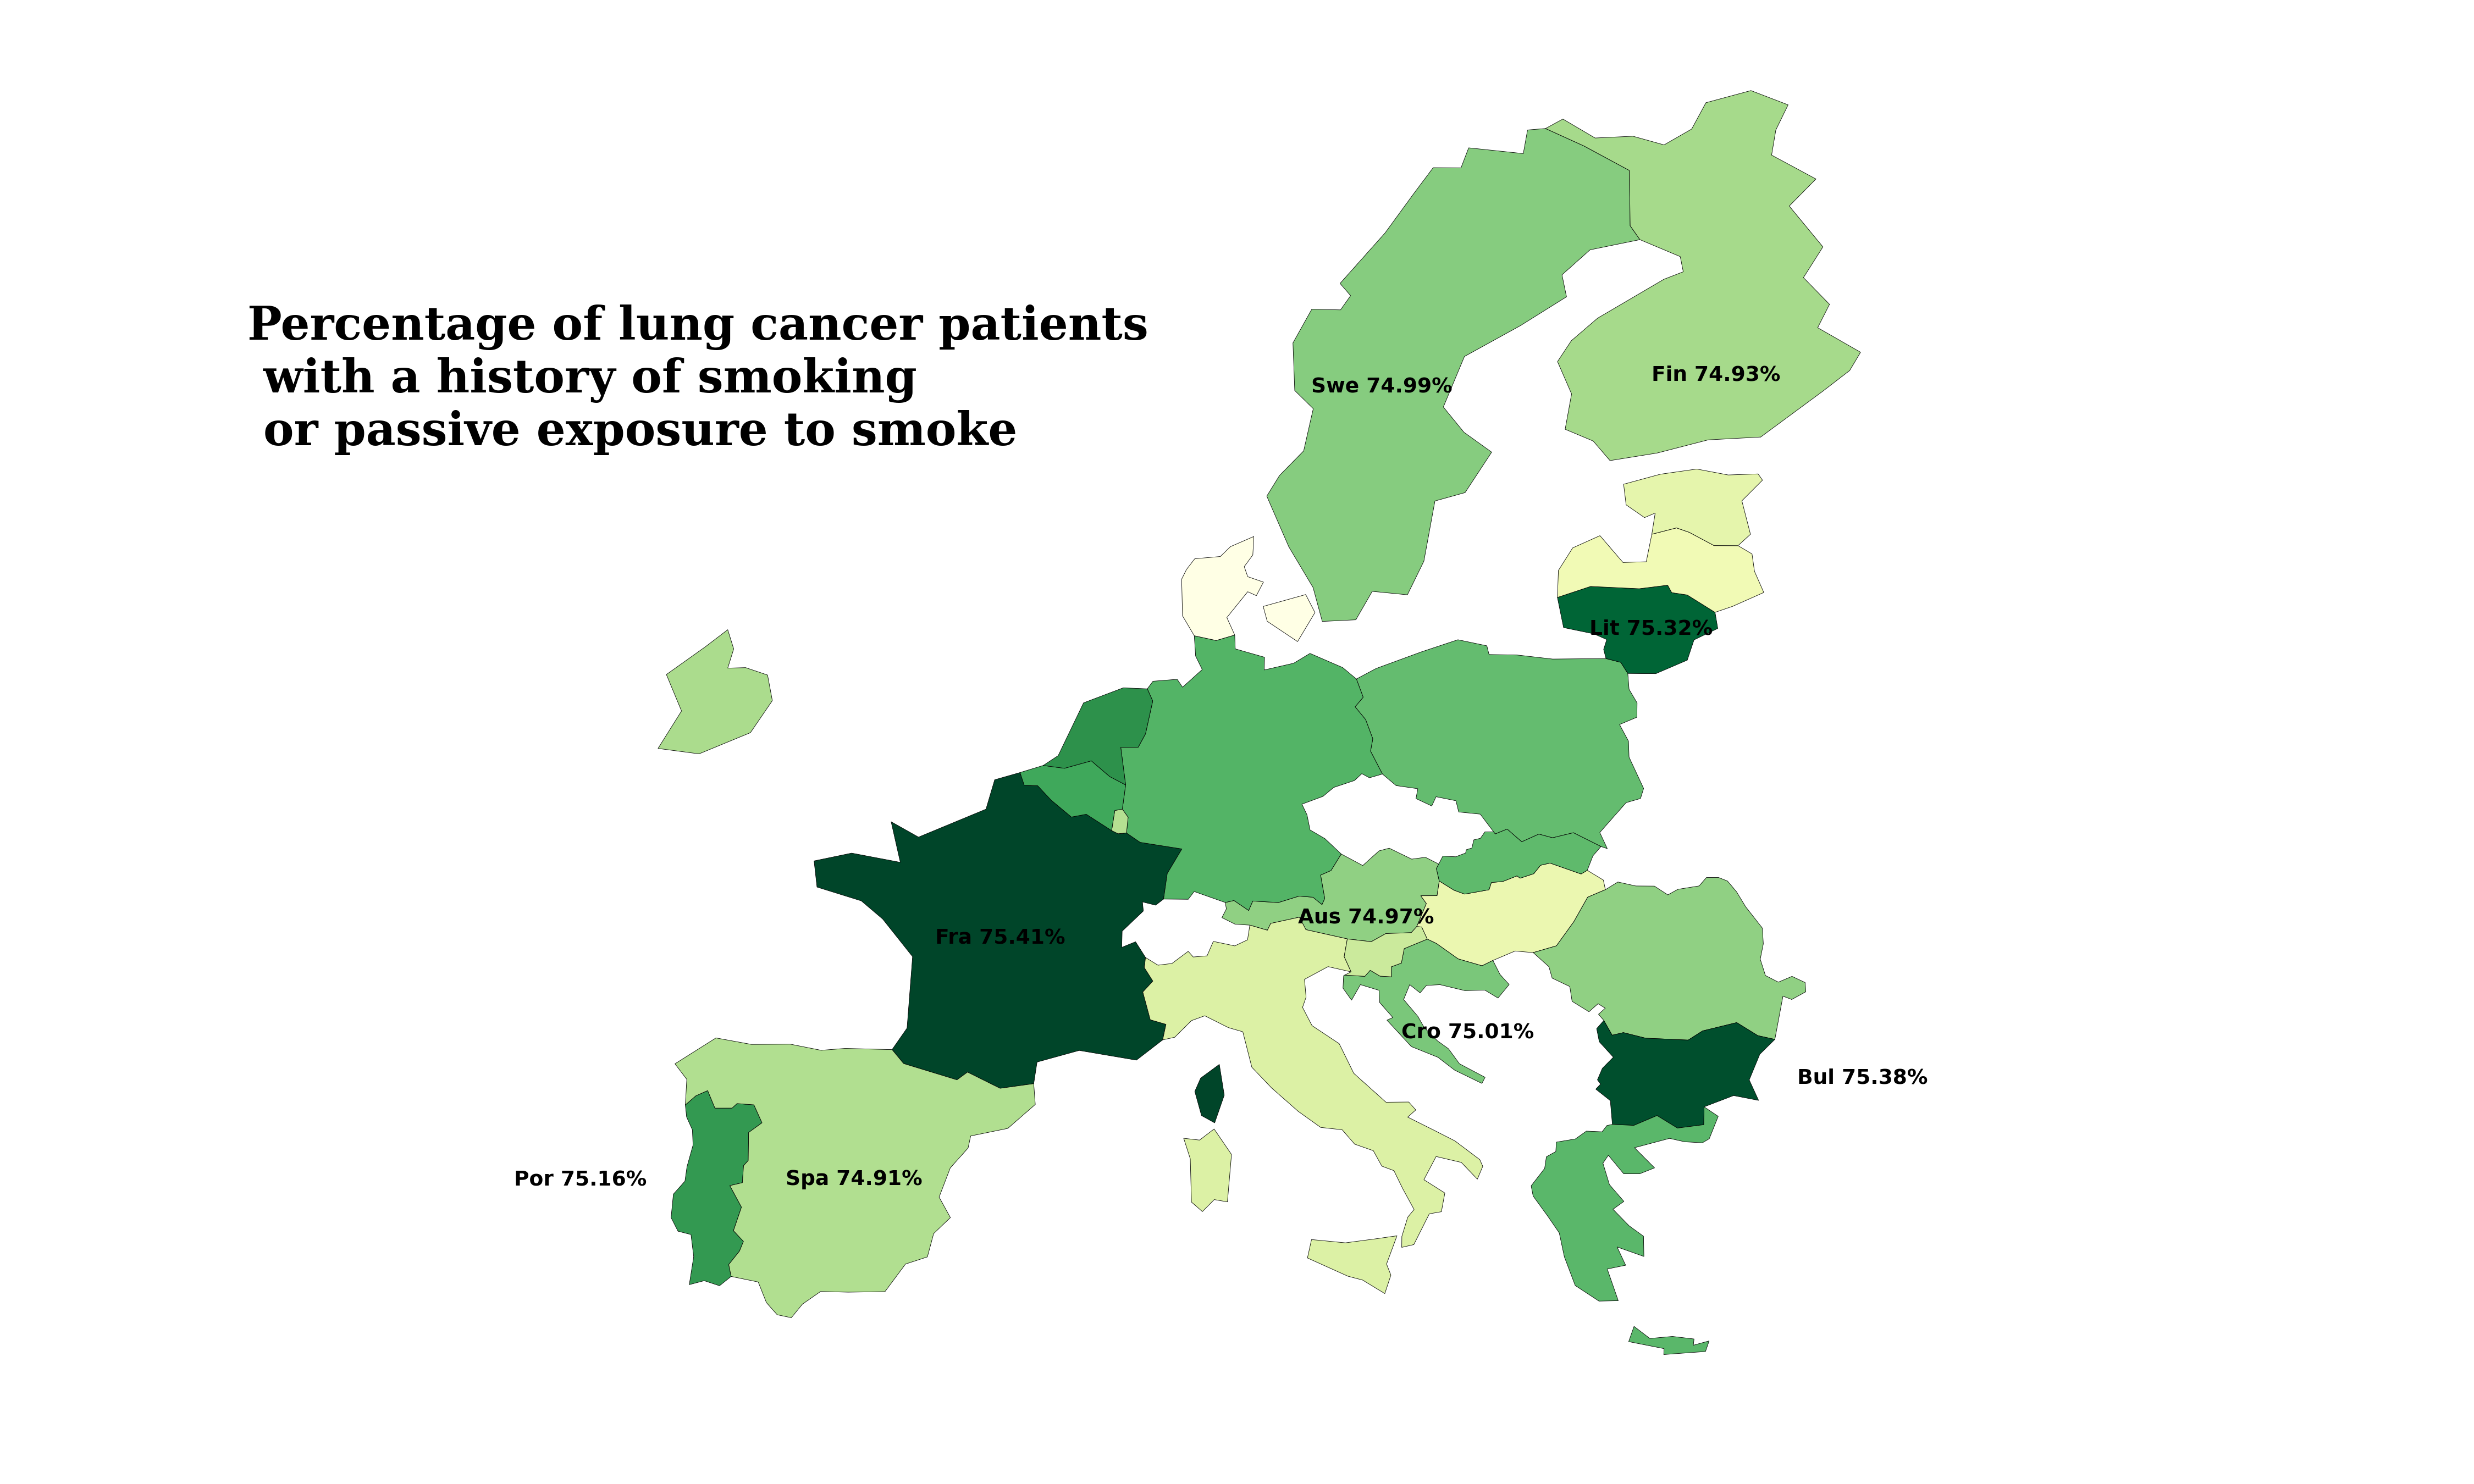 Percentage of lung cancer patients
with a history of smoking
or passive exposure to smoke
Fin 74.93%
Swe 74.99%
Lit 75.32%
Aus 74.97%
Fra 75.41%
Cro 75.01%
Bul 75.38%
Por 75.16%
Spa 74.91%